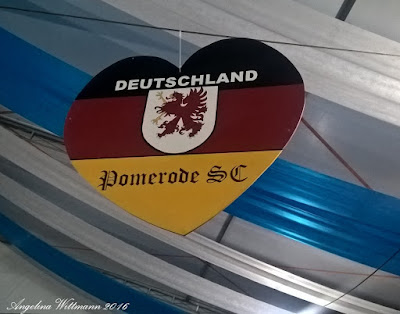 DEUTSCHLAND
Pomerode SC
Angelina Wittmann 2016